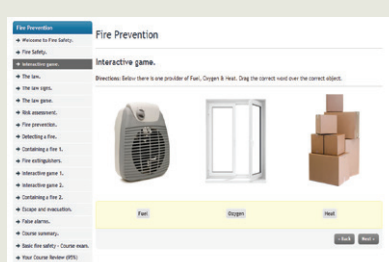 Fire Prevention
→ Welcome to Fire Safety.
→ Fire Safety.
→ Interactive game.
→ The law.
→ The law signs.
→ The law game.
→ Risk assessment.
→ Fire prevention.
→ Detecting a fire.
→ Containing a fire 1.
→ Fire extinguishers.
→ Interactive game 1.
→ Interactive game 2.
→ Containing a fire 2.
→ Escape and evacuation.
→ False alarms.
→ Course summary.
→ Basic fire safety - Course exam.
→ Your Course Review (95%)
Fire Prevention
Interactive game.
Directions: Below there is one provider of Fuel, Oxygen & Heat. Drag the correct word over the correct object.
Fuel
Oxygen
Heat
‹ Back
Next ›